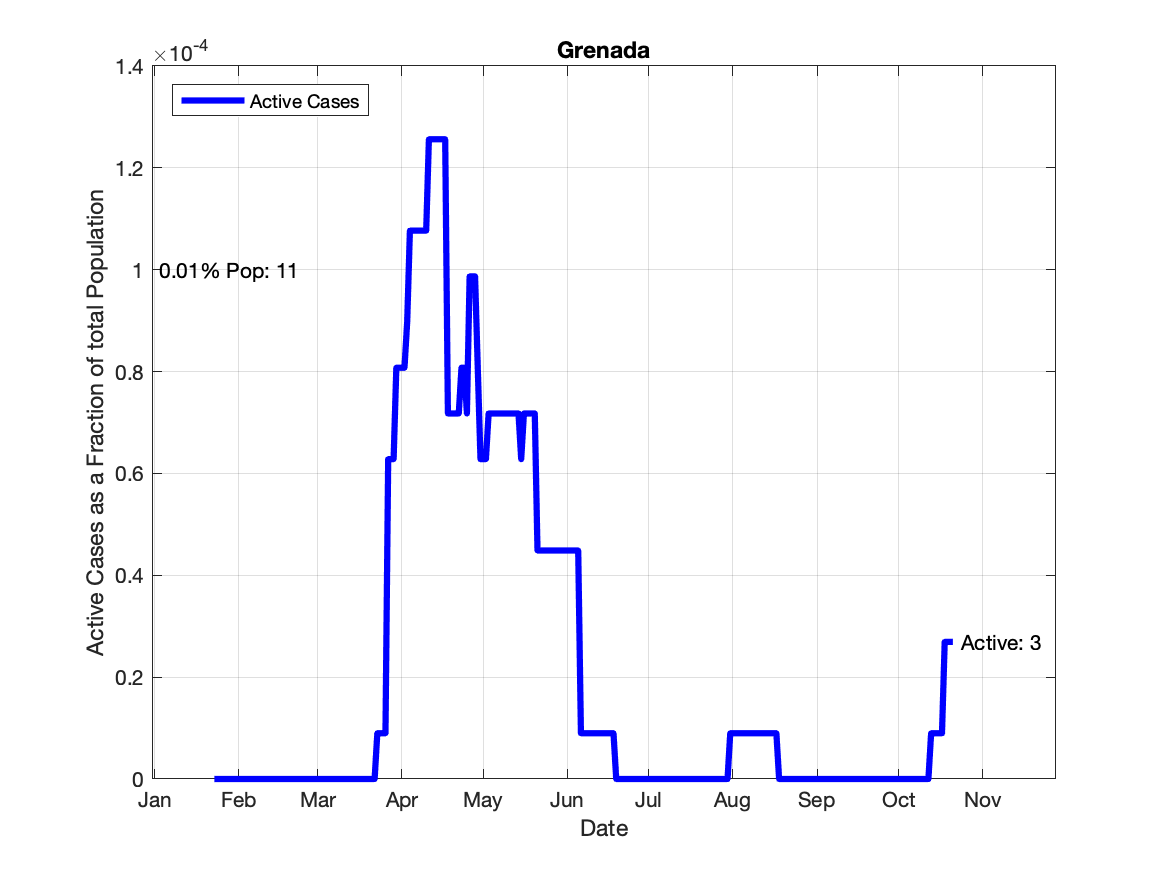 Grenada
×10-4
Active Cases
1.4
1.2
1
0.8
0.6
0.4
0.2
0
0.01% Pop: 11
Active: 3
Active Cases as a Fraction of total Population
Jan Feb Mar Apr May Jun Jul Aug Sep Oct Nov
Date